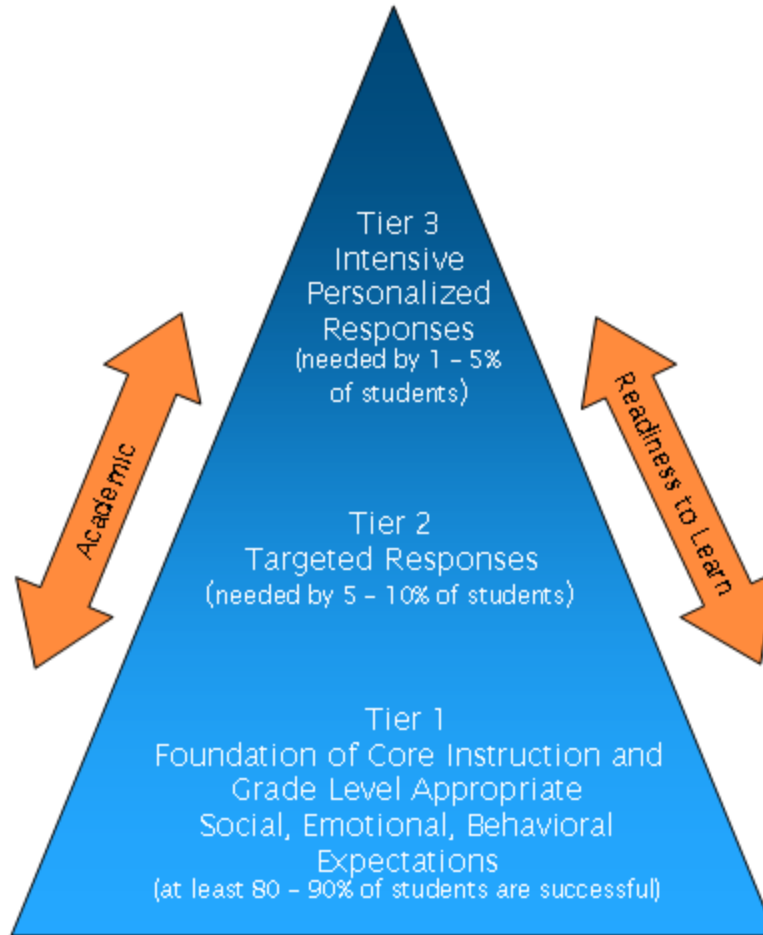 Tier 3
Intensive
Personalized
Responses
(needed by 1 – 5%
of students)
Academic
Readiness to Learn
Tier 2
Targeted Responses
(needed by 5 – 10% of students)
Tier 1
Foundation of Core Instruction and
Grade Level Appropriate
Social, Emotional, Behavioral
Expectations
(at least 80 – 90% of students are successful)